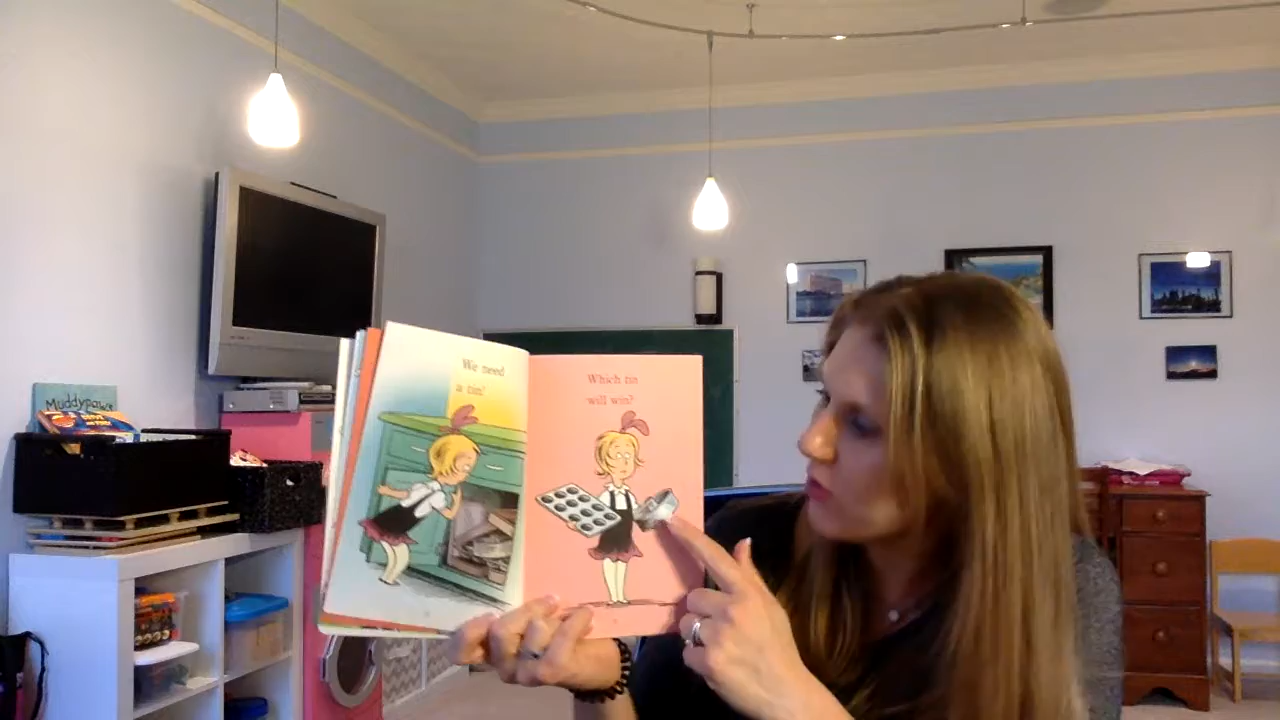 We need
a tin!
Which tin
will win?
Muddypaws